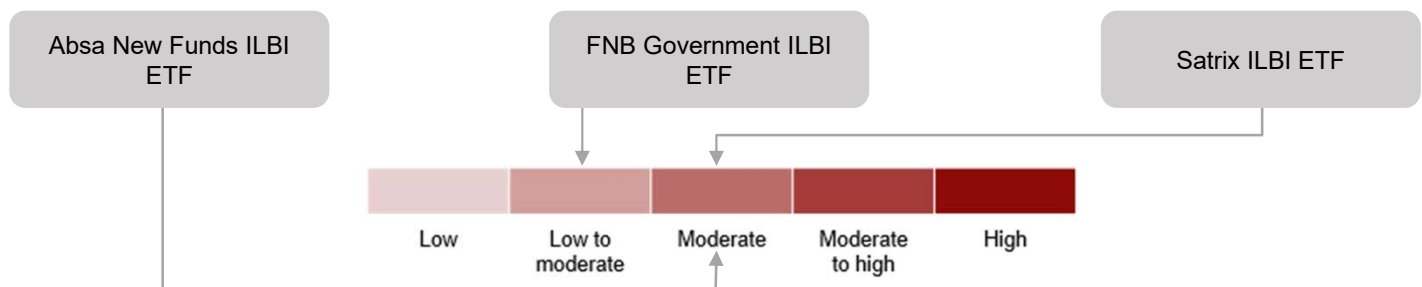 Absa New Funds ILBI
ETF
FNB Government ILBI
ETF
Satrix ILBI ETF
Low
Low to
moderate
Moderate
Moderate
to high
High